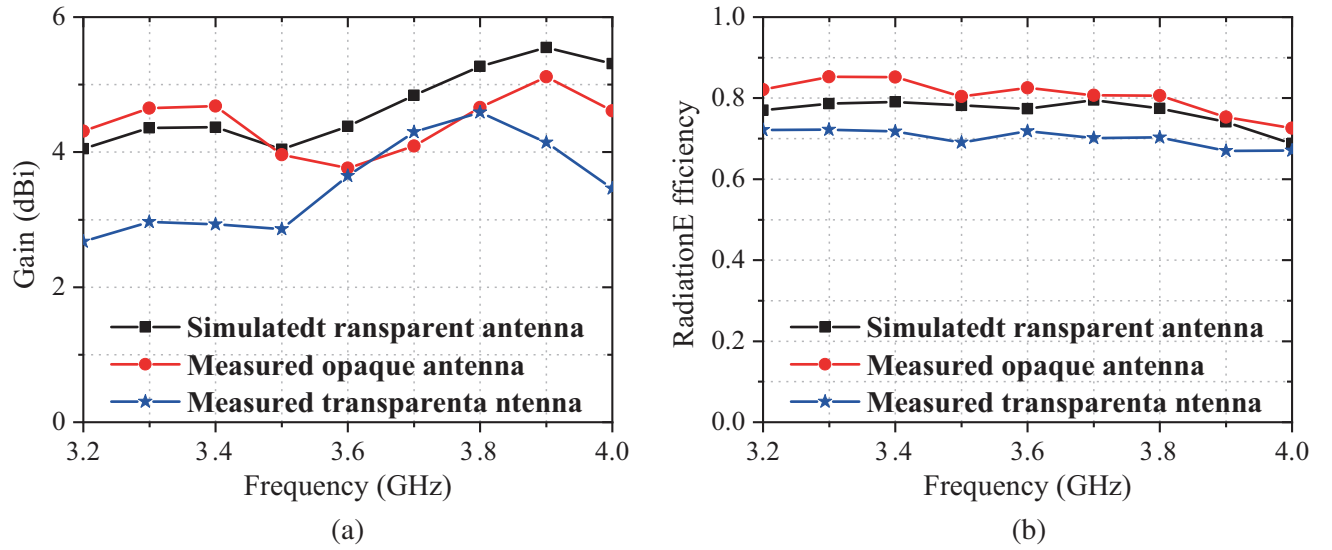 6
4
2
0
Gain (dBi)
Simulatedt ransparent antenna
Measured opaque antenna
Measured transparenta ntenna
3.2 3.4 3.6 3.8 4.0
Frequency (GHz)
(a)
1.0
0.8
0.6
0.4
0.2
0.0
RadiationE fficiency
Simulatedt ransparent antenna
Measured opaque antenna
Measured transparenta ntenna
3.2 3.4 3.6 3.8 4.0
Frequency (GHz)
(b)